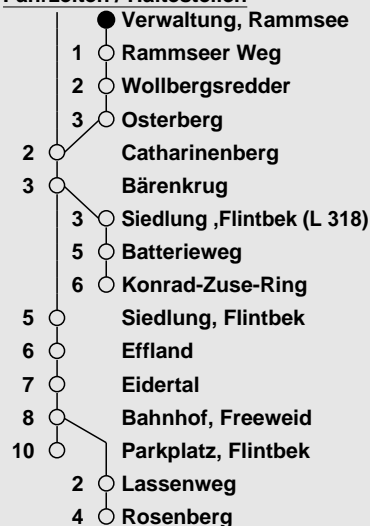 Fahrzeiten / Haltestellen
Verwaltung, Rammsee
1 Rammseer Weg
2 Wollbergsredder
3 Osterberg
2 Catharinenberg
3 Bärenkrug
3 Siedlung ,Flintbek (L 318)
5 Batterieweg
6 Konrad-Zuse-Ring
5 Siedlung, Flintbek
6 Effland
7 Eidertal
8 Bahnhof, Freeweid
10 Parkplatz, Flintbek
2 Lassenweg
4 Rosenberg